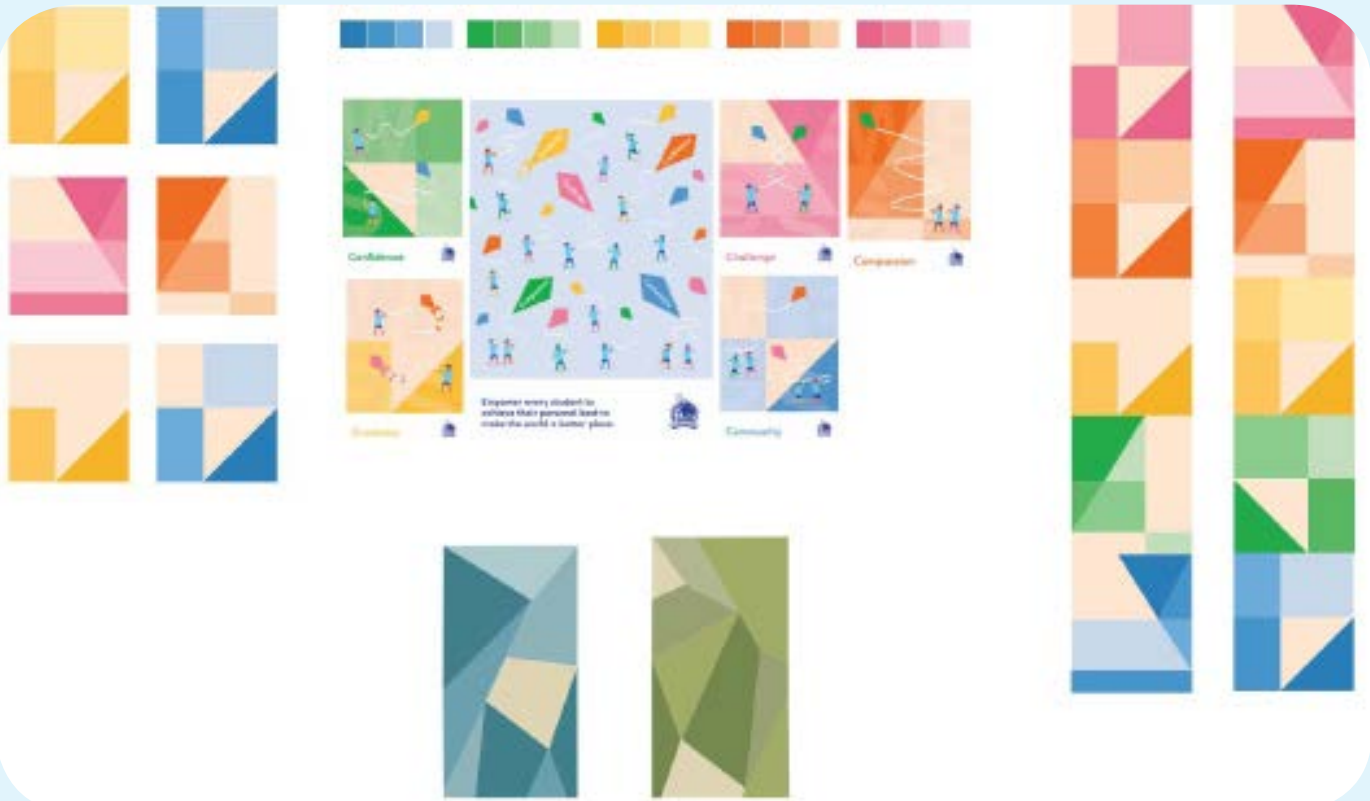 Confidence
Challenge
Compassion
Empower every student to
achieve their personal best to
make the world a better place.
Community